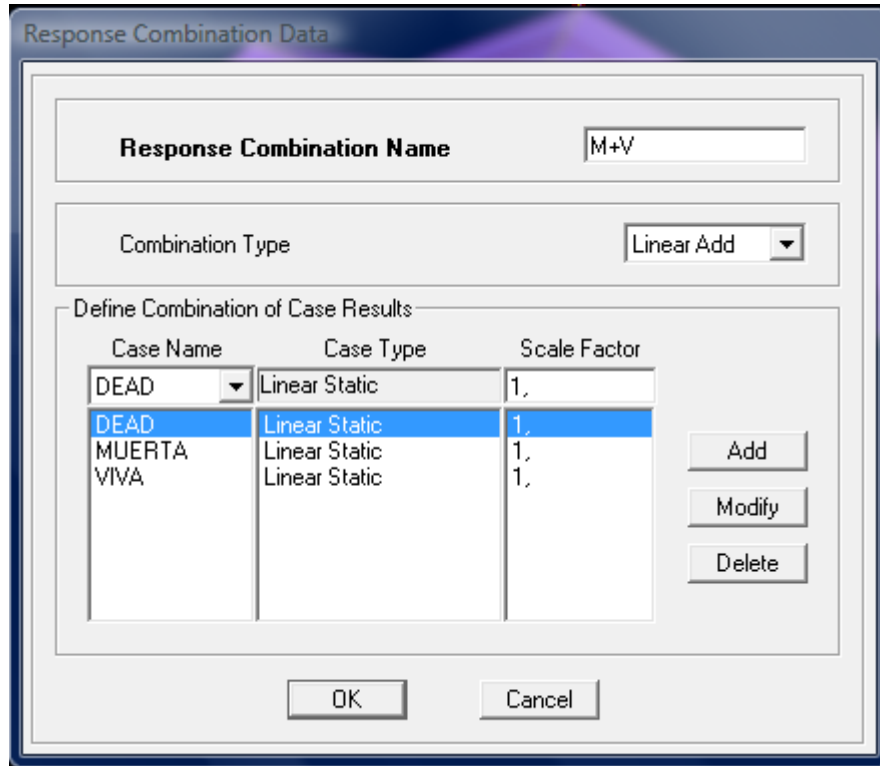 Response Combination Data
Response Combination Name M+V
Combination Type Linear Add
Define Combination of Case Results
Case Name Case Type Scale Factor
DEAD Linear Static 1,
DEAD Linear Static 1,
MUERTA Linear Static 1,
VIVA Linear Static 1,
Add
Modify
Delete
OK Cancel